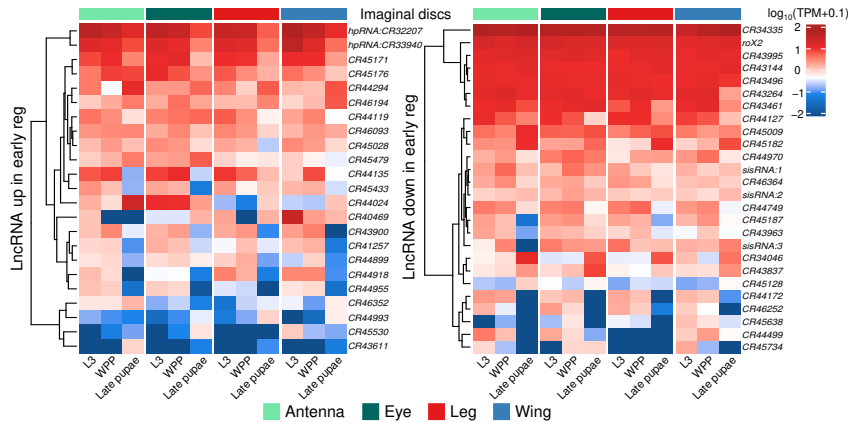 Imaginal discs
log10(TPM+0.1)
LncRNA up in early reg
hpRNA:CR32207
hpRNA:CR33940
CR45171
CR45176
CR44294
CR46194
CR44119
CR46093
CR45028
CR45479
CR44135
CR45433
CR44024
CR40469
CR43900
CR41257
CR44899
CR44918
CR44955
CR46352
CR44993
CR45530
CR43611
L3 WPP Late pupae L3 WPP Late pupae L3 WPP Late pupae L3 WPP Late pupae
LncRNA down in early reg
CR34335
roX2
CR43995
CR43144
CR43496
CR43264
CR43461
CR44127
CR45009
CR45182
CR44970
sisRNA:1
CR46364
sisRNA:2
CR44749
CR45187
CR43963
sisRNA:3
CR34046
CR43837
CR45128
CR44172
CR46252
CR45638
CR44499
CR45734
L3 WPP Late pupae L3 WPP Late pupae L3 WPP Late pupae L3 WPP Late pupae
2
1
0
−1
−2
Antenna Eye Leg Wing